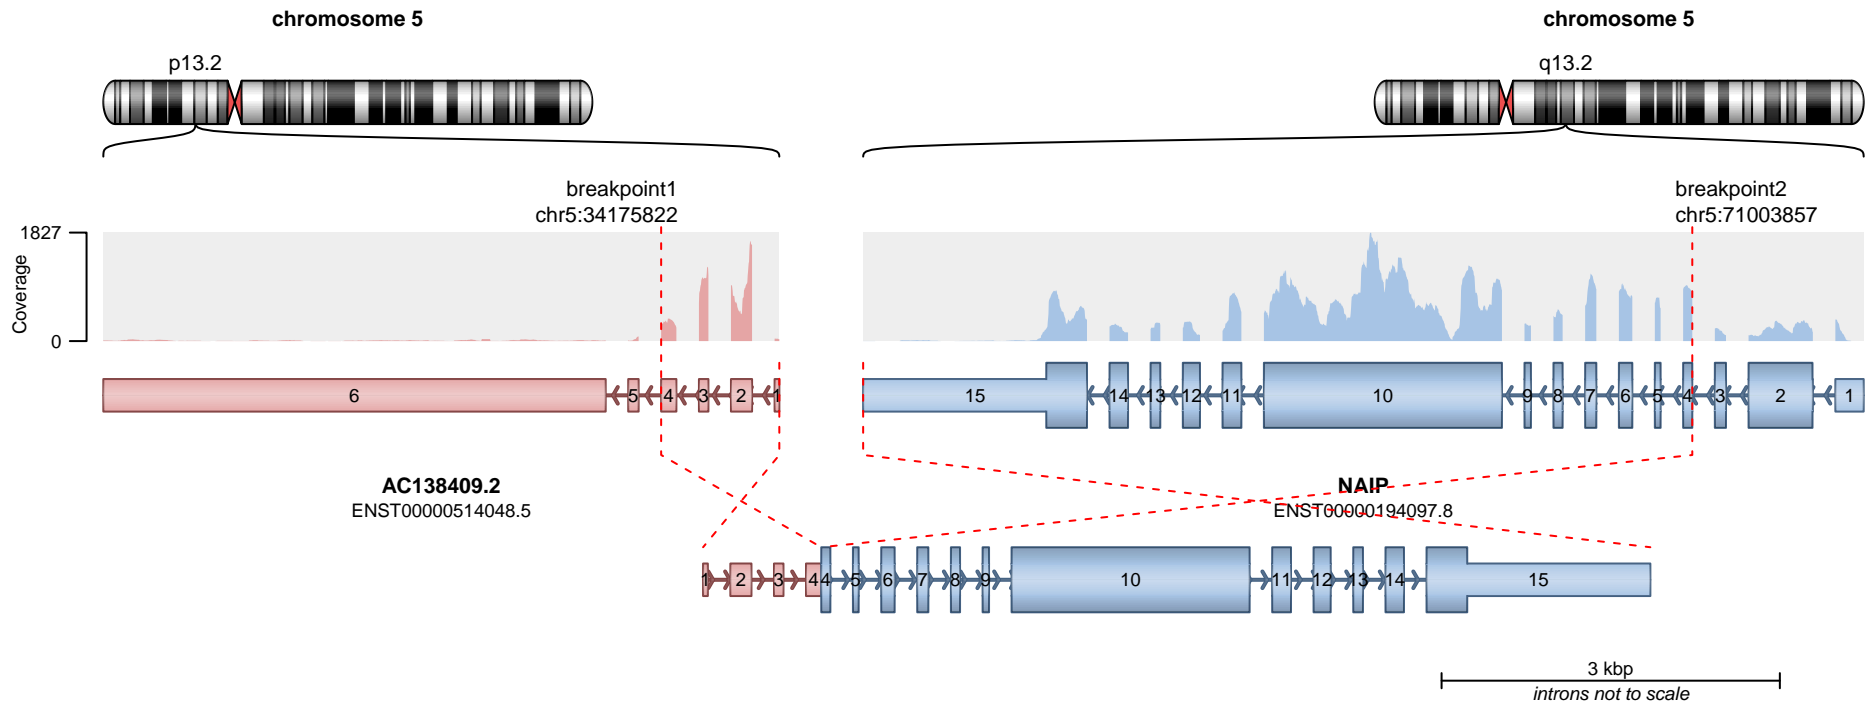 chromosome 5
chromosome 5
p13.2
q13.2
breakpoint1
chr5:34175822
breakpoint2
chr5:71003857
1827
Coverage
0
6 5 4 3 2 1
15 14 13 12 11 10 9 8 7 6 5 4 3 2 1
AC138409.2
ENST00000514048.5
NAIP
ENST00000194097.8
1 2 3 4 4 5 6 7 8 9 10 11 12 13 14 15
3 kbp
introns not to scale